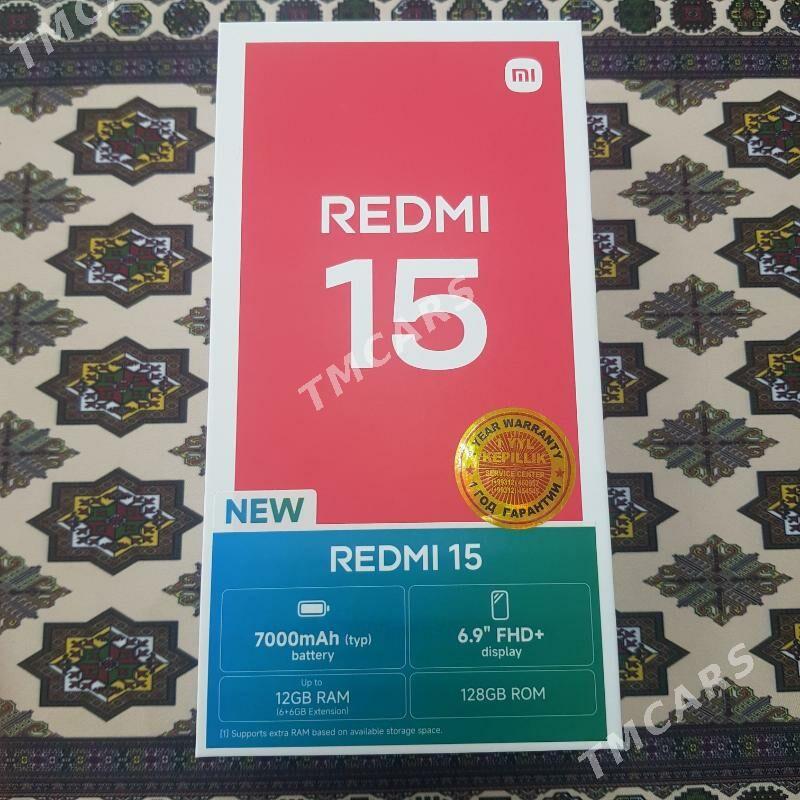 TMCARS
TMCARS
mi
REDMI
15
TMCARS
YEAR WARRANTY
KEPILLIK
SERVICE CENTER
1 ГОД ГАРАНТИИ
NEW
REDMI 15
7000mAh (typ)
battery
6.9" FHD+
display
Up to
12GB RAM
(6+6GB Extension)
128GB ROM
[1] Supports extra RAM based on available storage space.
TMCARS